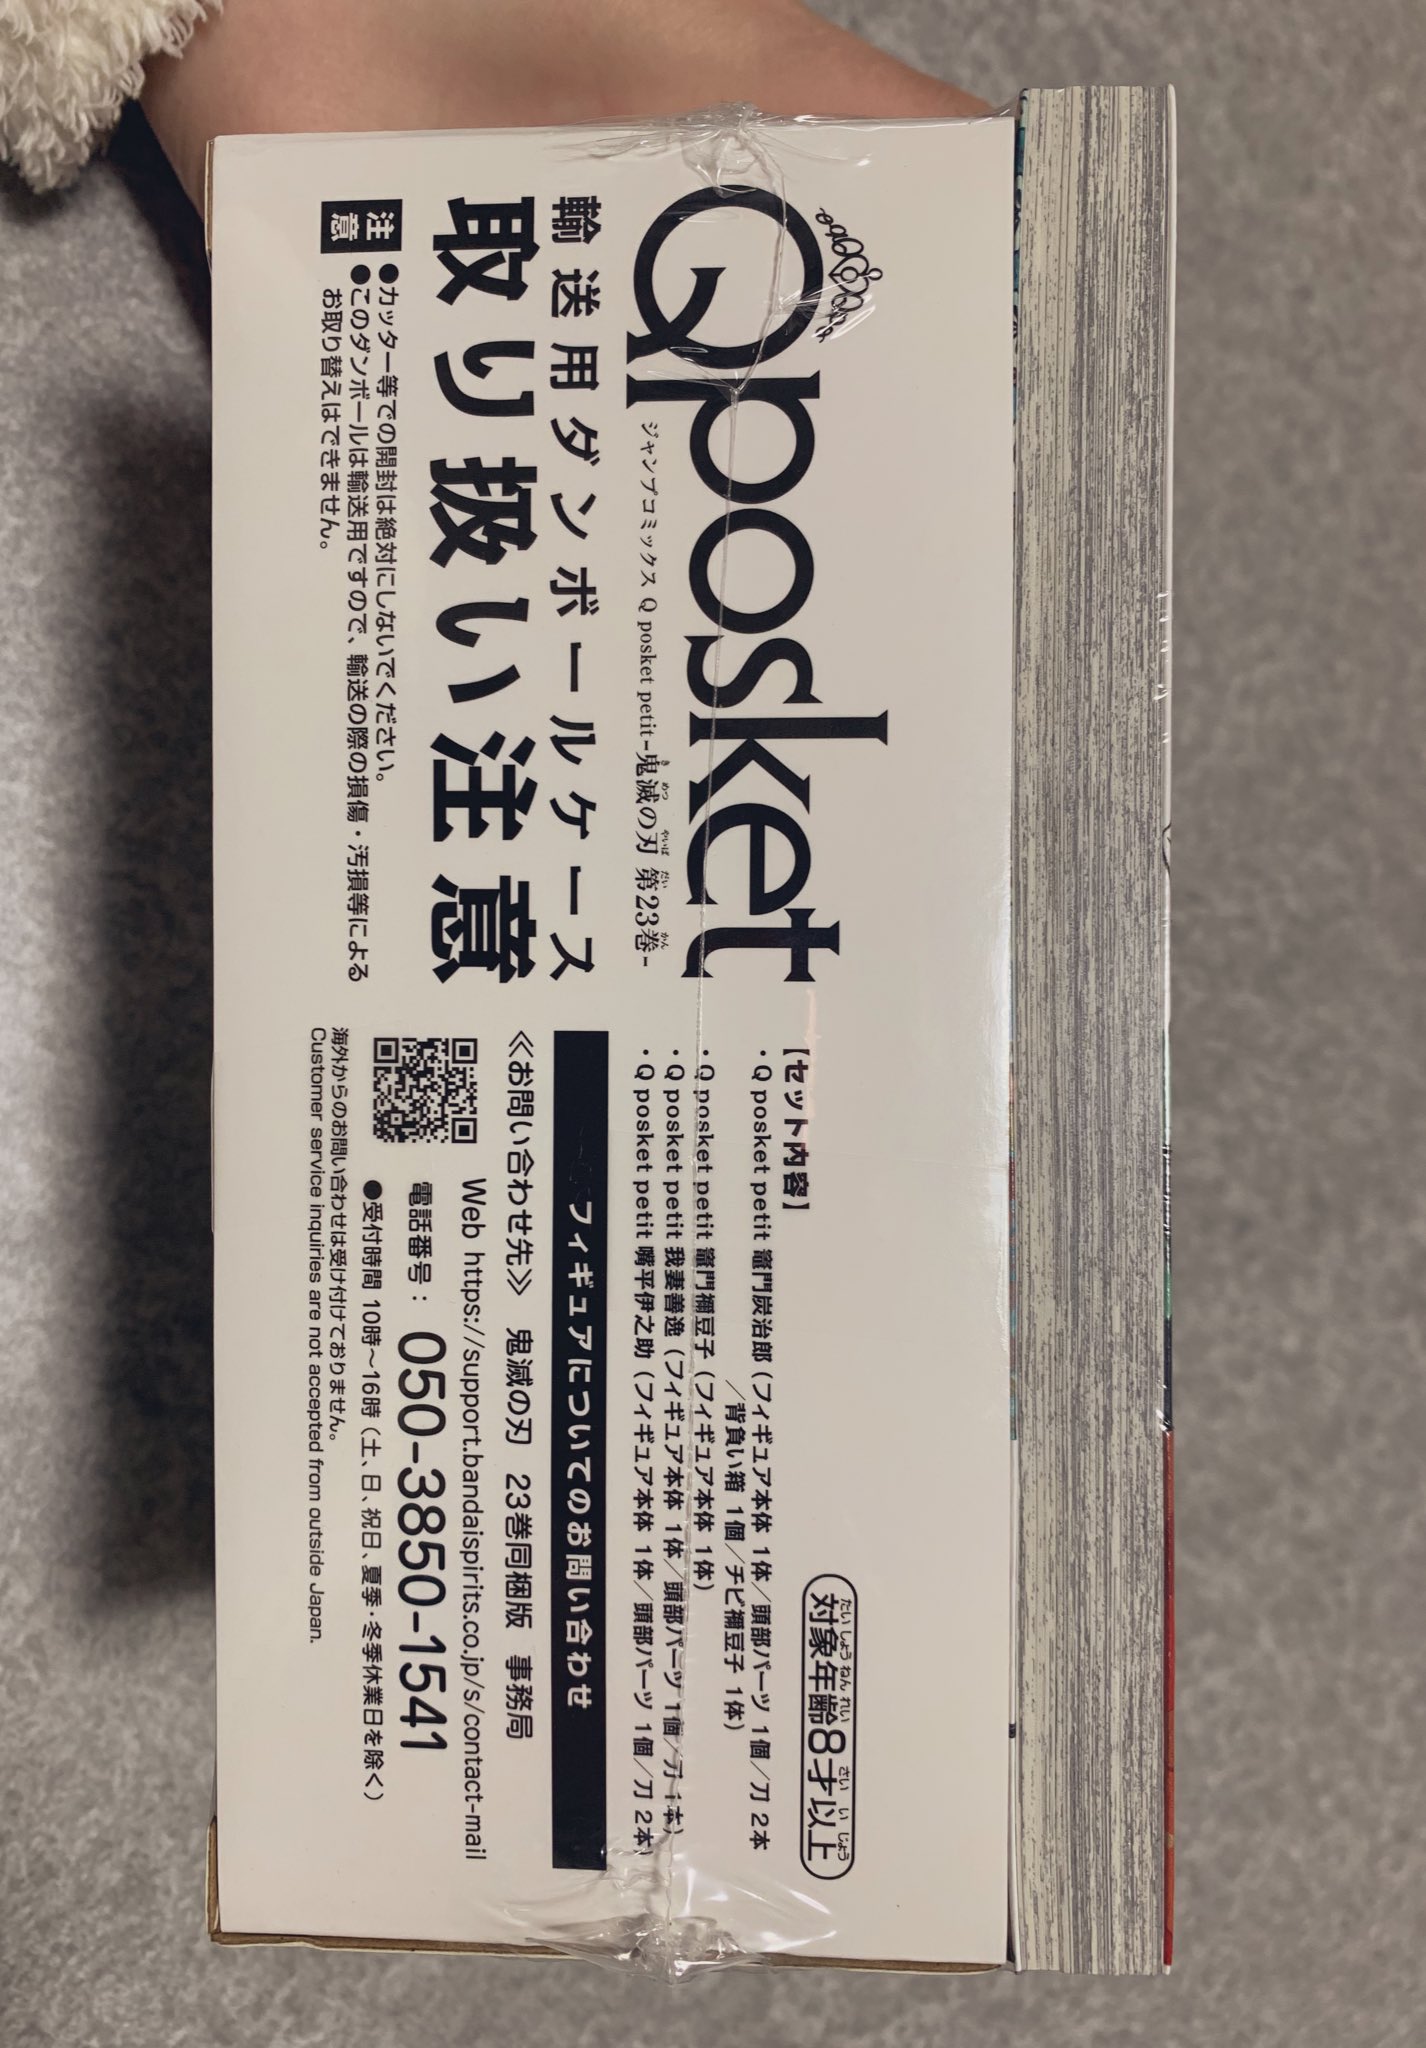 Qposket
ジャンプコミックス Q posket petit-鬼滅の刃 第23巻-
輸送用ダンボールケース
取り扱い注意
注意
●カッター等での開封は絶対にしないでください。
●このダンボールは輸送用ですので、輸送の際の損傷・汚損等による
お取り替えはできません。
対象年齢8才以上
【セット内容】
・Q posket petit 竈門炭治郎（フィギュア本体 1体／頭部パーツ 1個／刀 2本
／背負い箱 1個／チビ禰豆子 1体）
・Q posket petit 竈門禰豆子（フィギュア本体 1体）
・Q posket petit 我妻善逸（フィギュア本体 1体／頭部パーツ 1個／刀 1本）
・Q posket petit 嘴平伊之助（フィギュア本体 1体／頭部パーツ 1個／刀 2本）
フィギュアについてのお問い合わせ
≪お問い合わせ先≫ 鬼滅の刃 23巻同梱版 事務局
Web https://support.bandaispirits.co.jp/s/contact-mail
電話番号： 050-3850-1541
●受付時間 10時〜16時（土、日、祝日、夏季・冬季休業日を除く）
海外からのお問い合わせは受け付けておりません。
Customer service inquiries are not accepted from outside Japan.